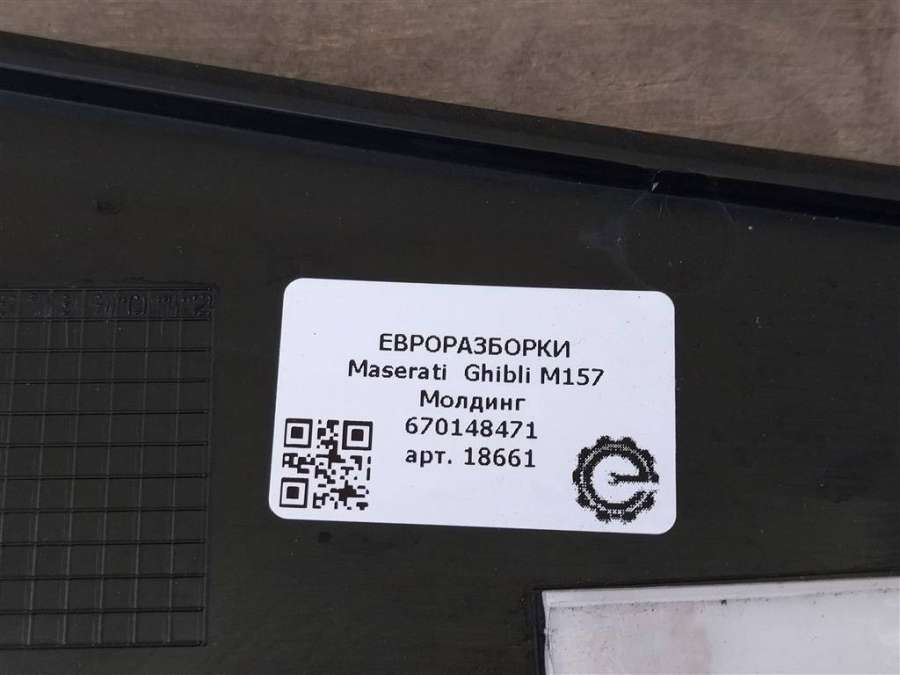 ЕВРОРАЗБОРКИ
Maserati Ghibli M157
Молдинг
670148471
арт. 18661